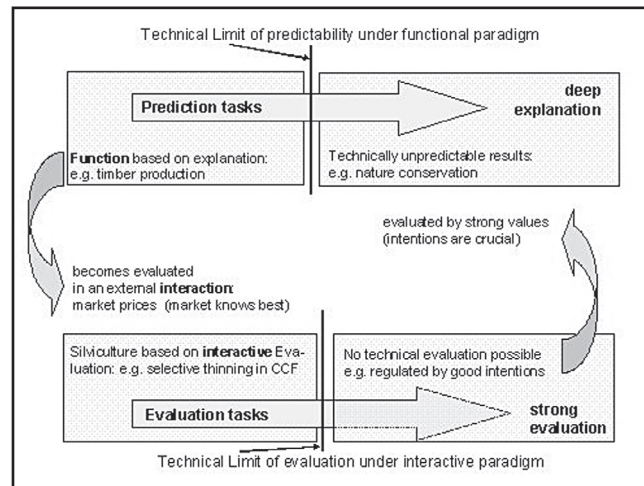 Technical Limit of predictability under functional paradigm
Prediction tasks
deep
explanation
Function based on explanation:
e.g. timber production
Technically unpredictable results:
e.g. nature conservation
evaluated by strong values
(intentions are crucial)
becomes evaluated
in an external interaction:
market prices (market knows best)
Silviculture based on interactive Eva-
luation: e.g. selective thinning in CCF
No technical evaluation possible
e.g. regulated by good intentions
Evaluation tasks
strong
evaluation
Technical Limit of evaluation under interactive paradigm